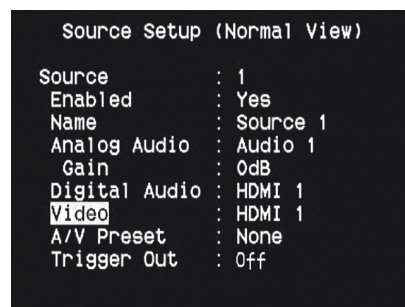 Source Setup (Normal View)
Source : 1
Enabled : Yes
Name : Source 1
Analog Audio : Audio 1
Gain : 0dB
Digital Audio : HDMI 1
Video : HDMI 1
A/V Preset : None
Trigger Out : Off